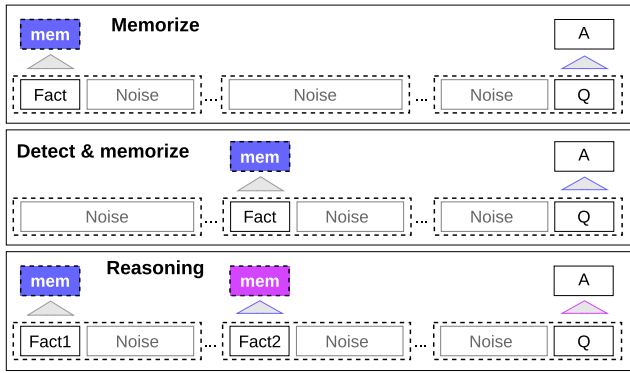 Memorize
mem A
Fact Noise ... Noise ... Noise Q
Detect & memorize
mem A
Noise ... Fact Noise ... Noise Q
Reasoning
mem mem A
Fact1 Noise ... Fact2 Noise ... Noise Q